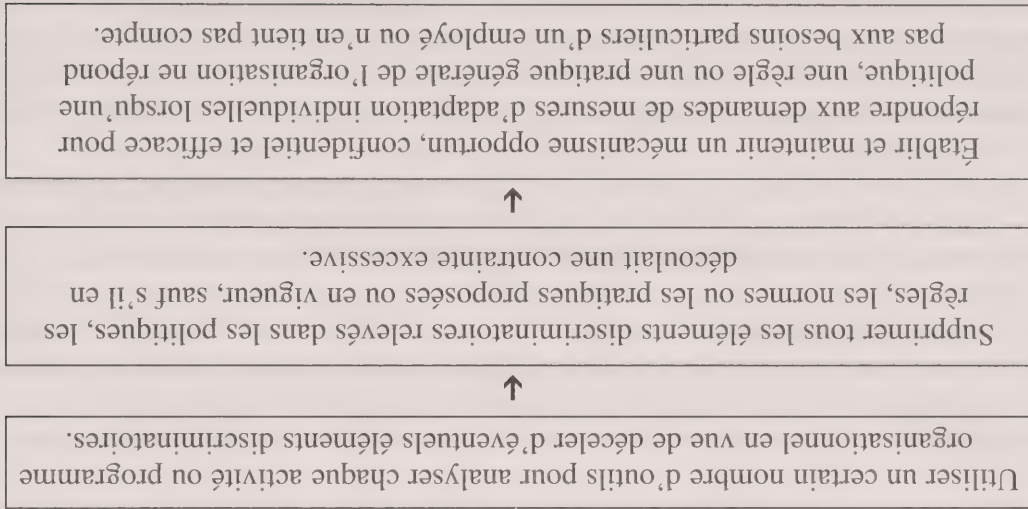 Utiliser un certain nombre d'outils pour analyser chaque activité ou programme
organisationnel en vue de déceler d'éventuels éléments discriminatoires.
↓
Supprimer tous les éléments discriminatoires relevés dans les politiques, les
règles, les normes ou les pratiques proposées ou en vigueur, sauf s'il en
découlait une contrainte excessive.
↓
Établir et maintenir un mécanisme opportun, confidentiel et efficace pour
répondre aux demandes de mesures d'adaptation individuelles lorsqu'une
politique, une règle ou une pratique générale de l'organisation ne répond
pas aux besoins particuliers d'un employé ou n'en tient pas compte.